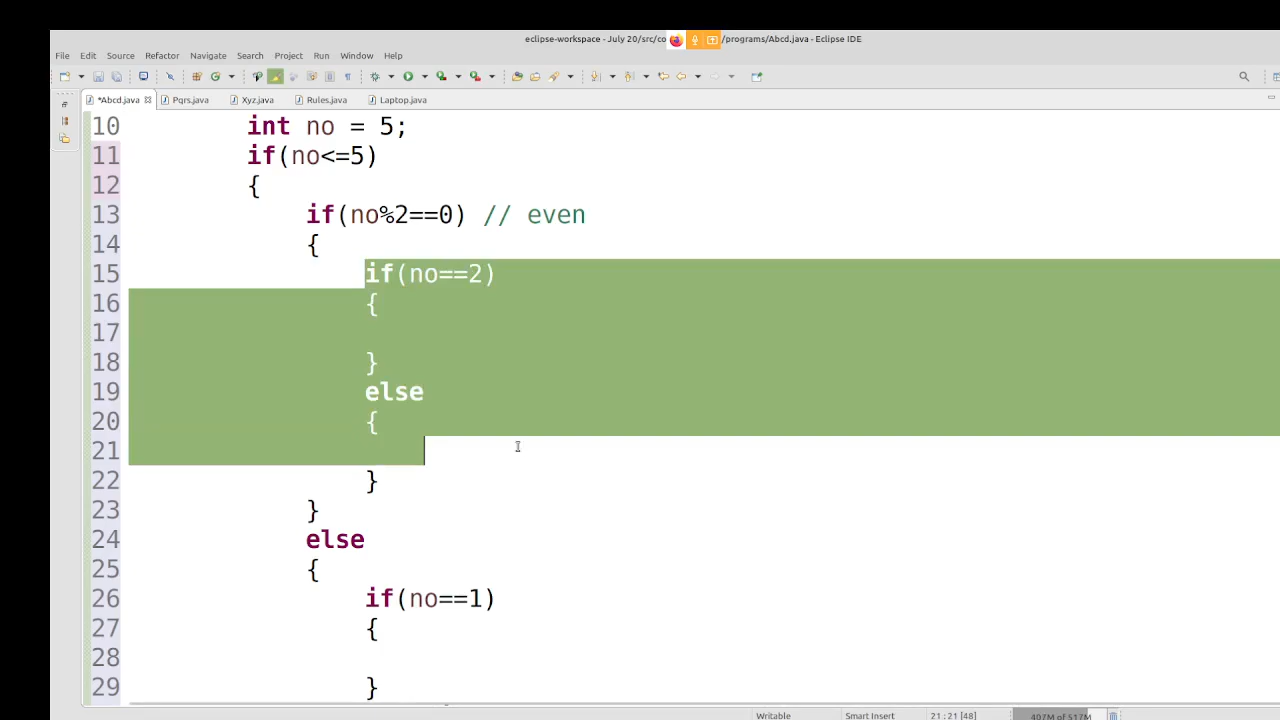 eclipse-workspace - July 20/src/co /programs/Abcd.java - Eclipse IDE
File Edit Source Refactor Navigate Search Project Run Window Help
*Abcd.java Pqrs.java Xyz.java Rules.java Laptop.java
10 int no = 5;
11 if(no<=5)
12 {
13 if(no%2==0) // even
14 {
15 if(no==2)
16 {
17
18 }
19 else
20 {
21
22 }
23 }
24 else
25 {
26 if(no==1)
27 {
28
29 }
Writable Smart Insert 21:21 [48] 407M of 517M